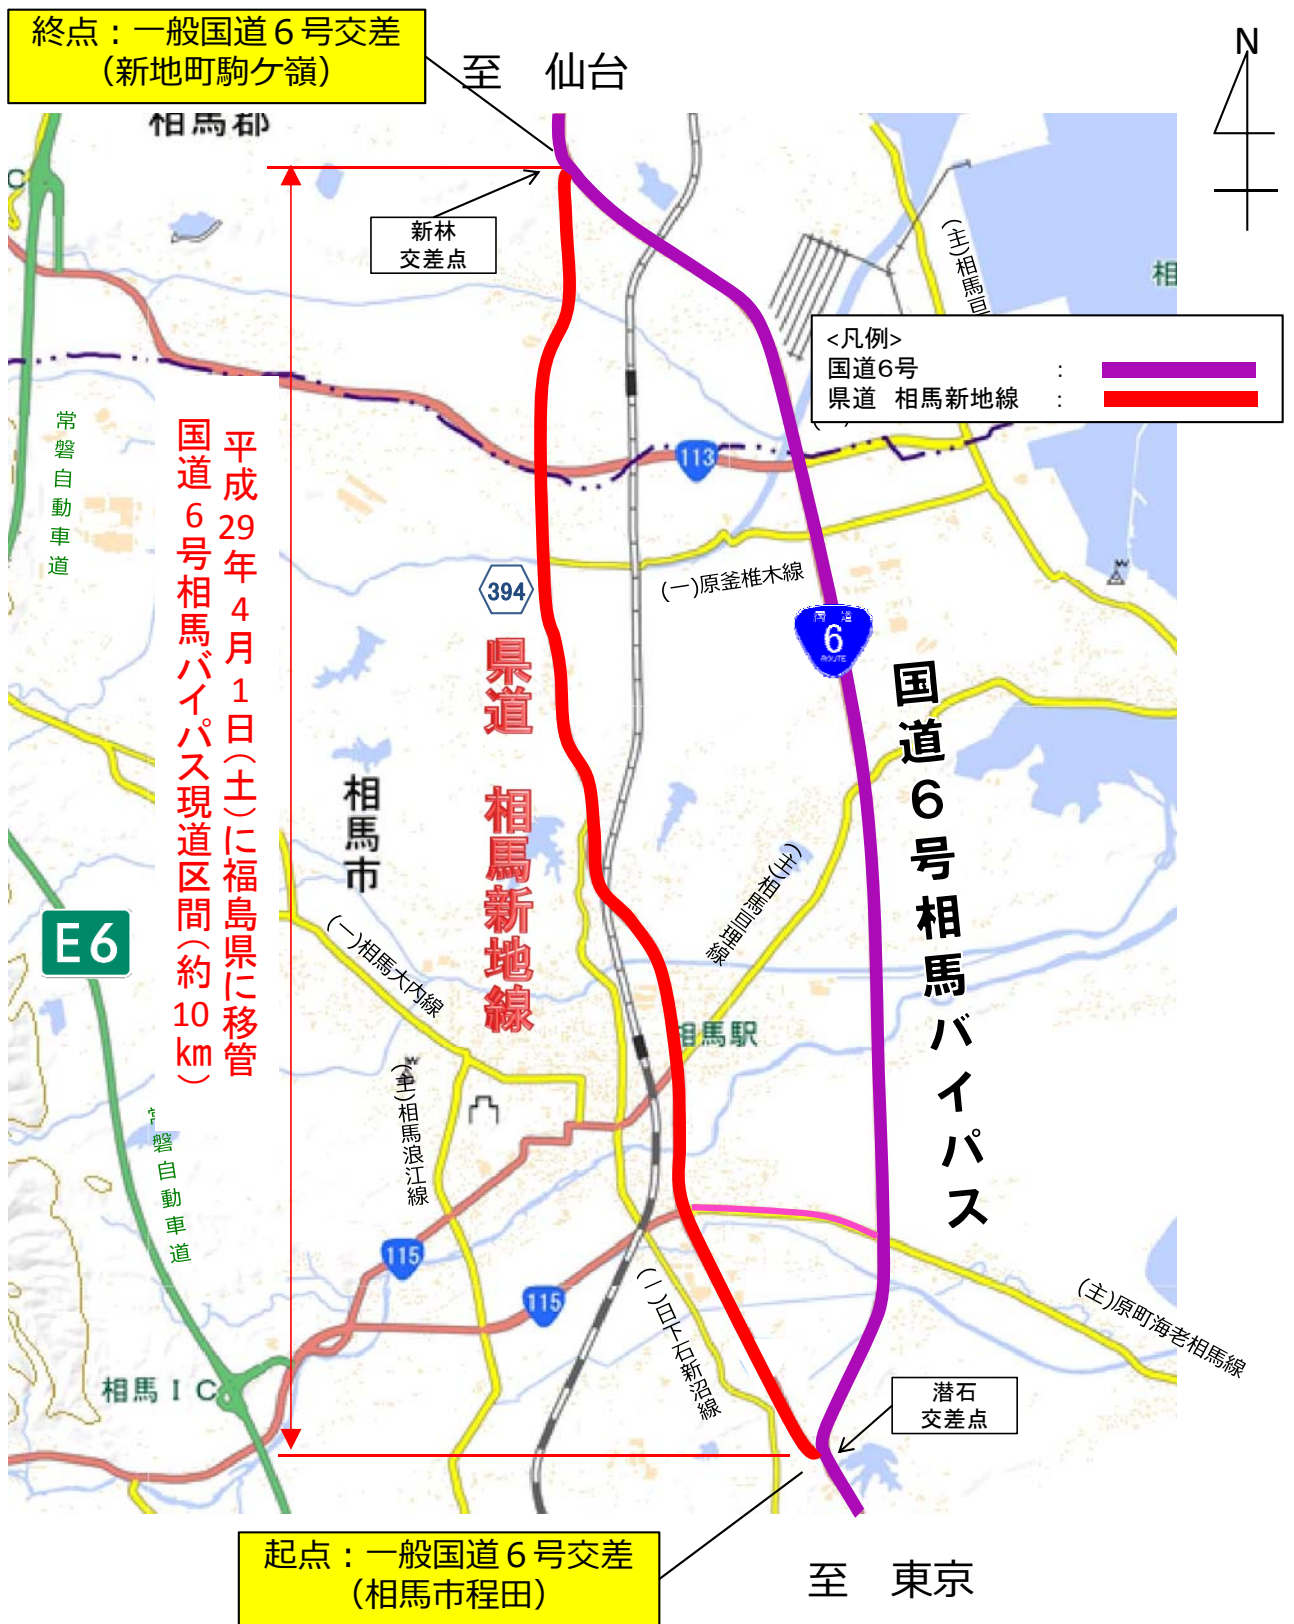 終点：一般国道６号交差
（新地町駒ケ嶺）
至　仙台
N
相馬郡
C
新林
交差点
(主)相馬亘
相
<凡例>
国道6号　：
県道　相馬新地線　：
常磐自動車道
平成29年4月1日(土)に福島県に移管
国道6号相馬バイパス現道区間(約10km)
113
(一)原釜椎木線
394
県道　相馬新地線
国道
6
ROUTE
国道６号相馬バイパス
相馬市
(主)相馬亘理線
E6
(一)相馬大内線
相馬駅
(主)相馬浪江線
常磐自動車道
115
115
(一)日下石新沼線
(主)原町海老相馬線
相馬ＩＣ
潜石
交差点
起点：一般国道６号交差
（相馬市程田）
至　東京